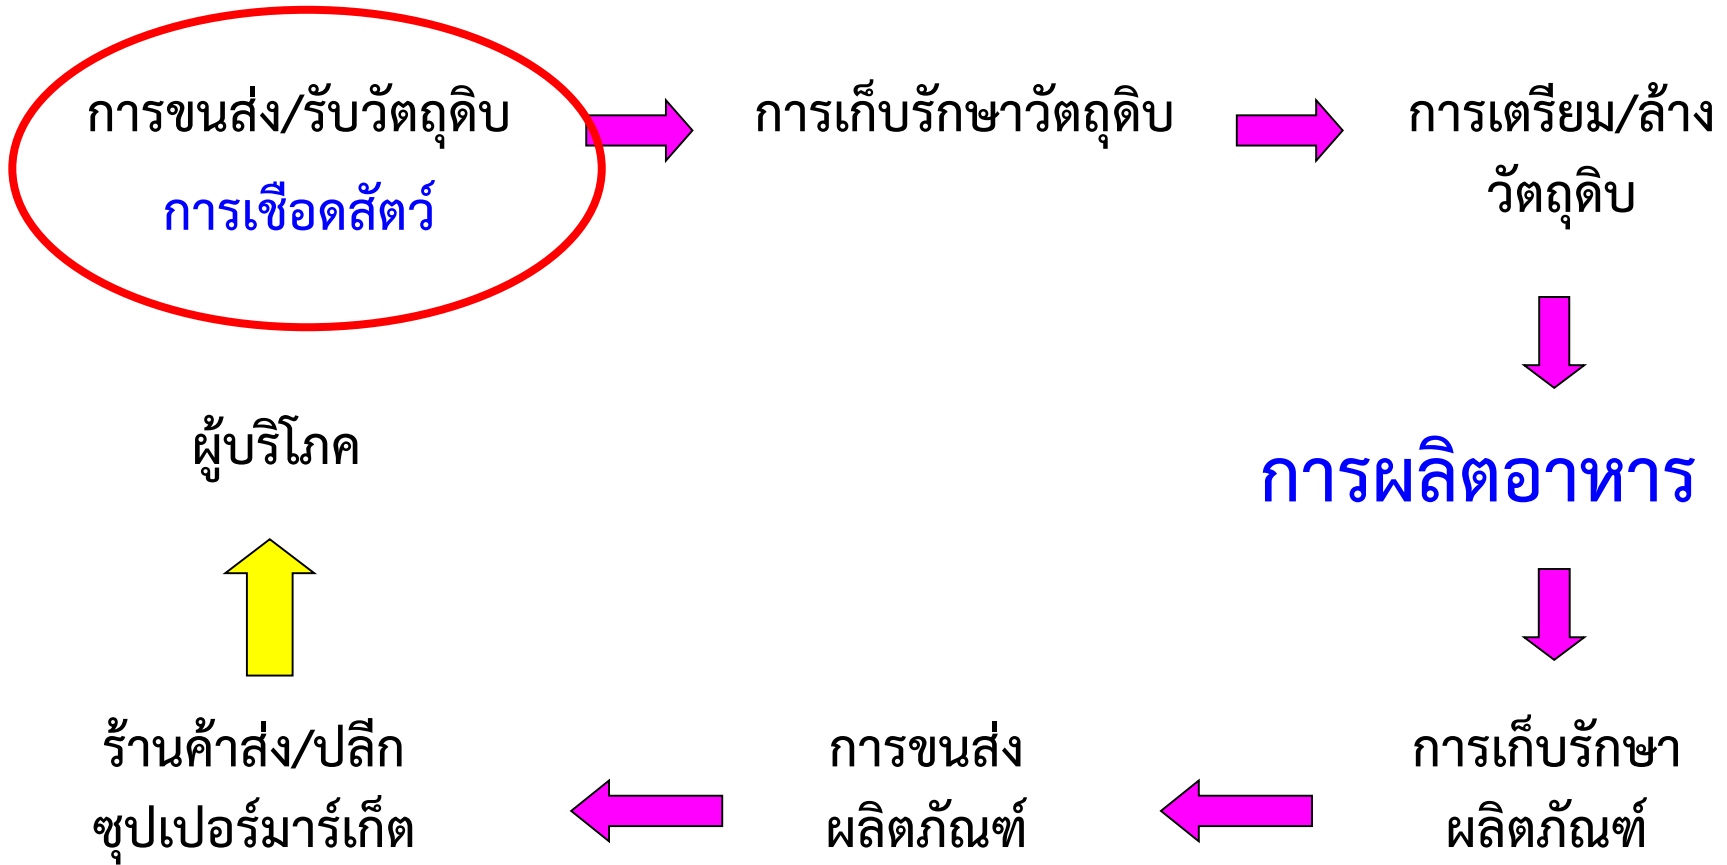 การขนส่ง/รับวัตถุดิบ
การเชือดสัตว์
การเก็บรักษาวัตถุดิบ
การเตรียม/ล้าง
วัตถุดิบ
การผลิตอาหาร
การเก็บรักษา
ผลิตภัณฑ์
การขนส่ง
ผลิตภัณฑ์
ร้านค้าส่ง/ปลีก
ซุปเปอร์มาร์เก็ต
ผู้บริโภค